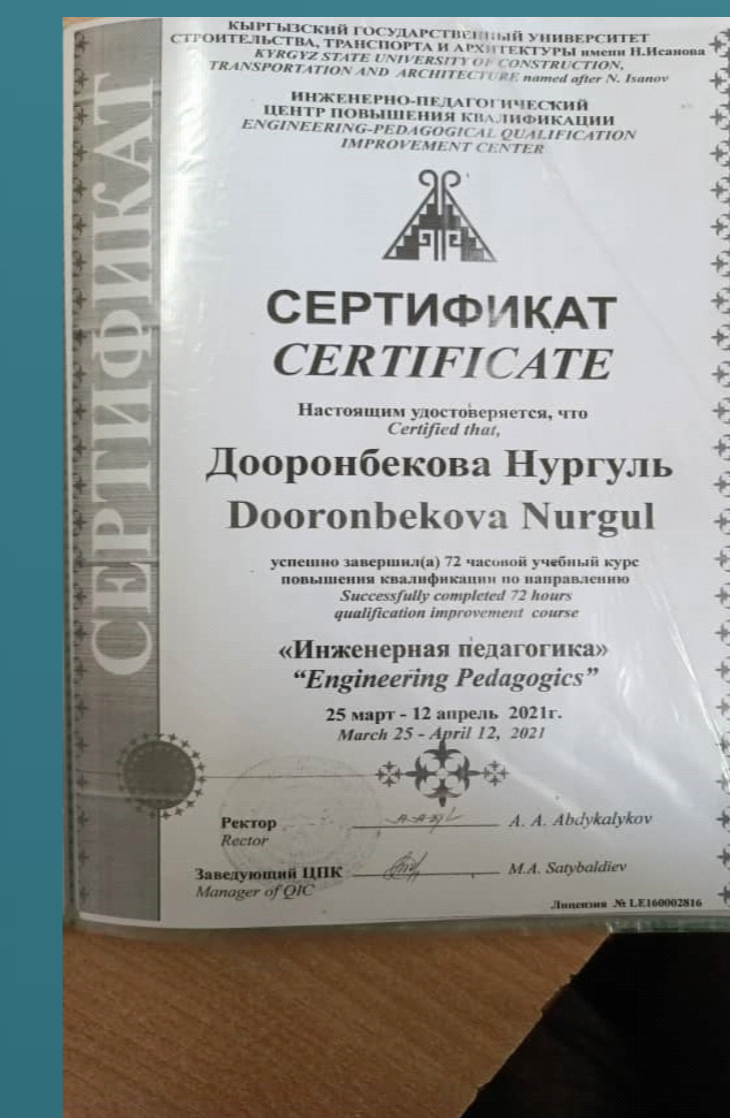 СЕРТИФИКАТ
КЫРГЫЗСКИЙ ГОСУДАРСТВЕННЫЙ УНИВЕРСИТЕТ
СТРОИТЕЛЬСТВА, ТРАНСПОРТА И АРХИТЕКТУРЫ имени Н.Исанова
KYRGYZ STATE UNIVERSITY OF CONSTRUCTION,
TRANSPORTATION AND ARCHITECTURE named after N. Isanov
ИНЖЕНЕРНО-ПЕДАГОГИЧЕСКИЙ
ЦЕНТР ПОВЫШЕНИЯ КВАЛИФИКАЦИИ
ENGINEERING-PEDAGOGICAL QUALIFICATION
IMPROVEMENT CENTER
СЕРТИФИКАТ
CERTIFICATE
Настоящим удостоверяется, что
Certified that,
Дооронбекова Нургуль
Dooronbekova Nurgul
успешно завершил(а) 72 часовой учебный курс
повышения квалификации по направлению
Successfully completed 72 hours
qualification improvement course
«Инженерная педагогика»
“Engineering Pedagogics”
25 март - 12 апрель 2021г.
March 25 - April 12, 2021
Ректор A. A. Abdykalykov
Rector
Заведующий ЦПК M.A. Satybaldiev
Manager of QIC
Лицензия № LE160002816